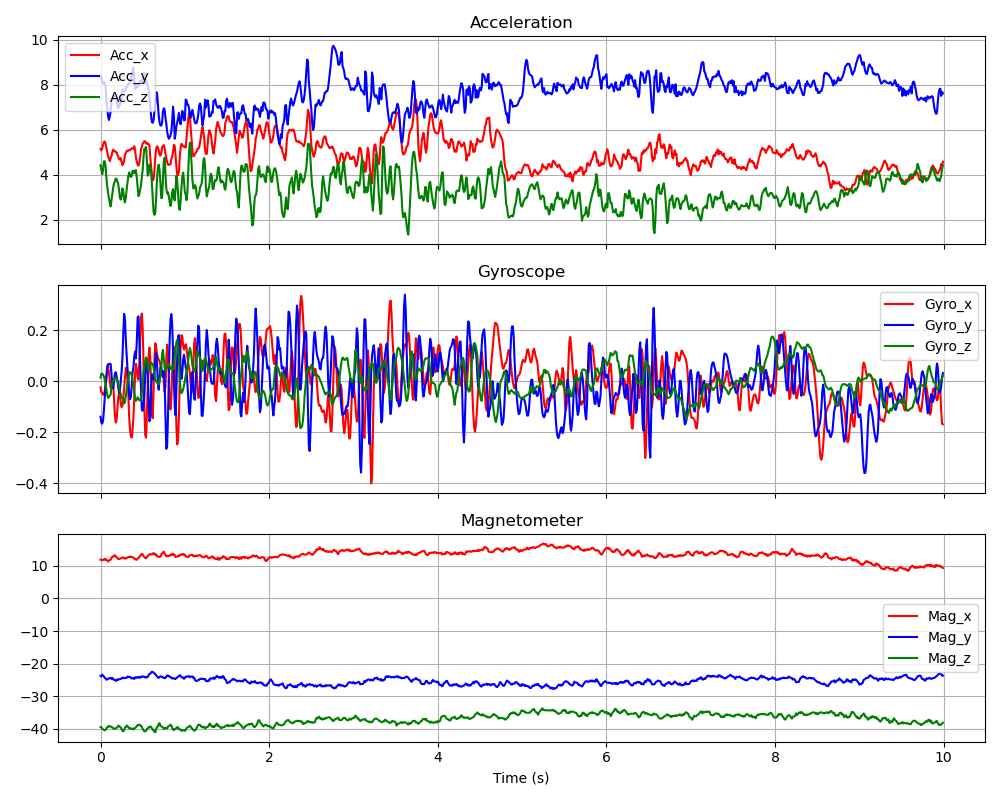 Acceleration
10
8
6
4
2
Acc_x
Acc_y
Acc_z
Gyroscope
0.2
0.0
−0.2
−0.4
Gyro_x
Gyro_y
Gyro_z
Magnetometer
10
0
−10
−20
−30
−40
Mag_x
Mag_y
Mag_z
0 2 4 6 8 10
Time (s)